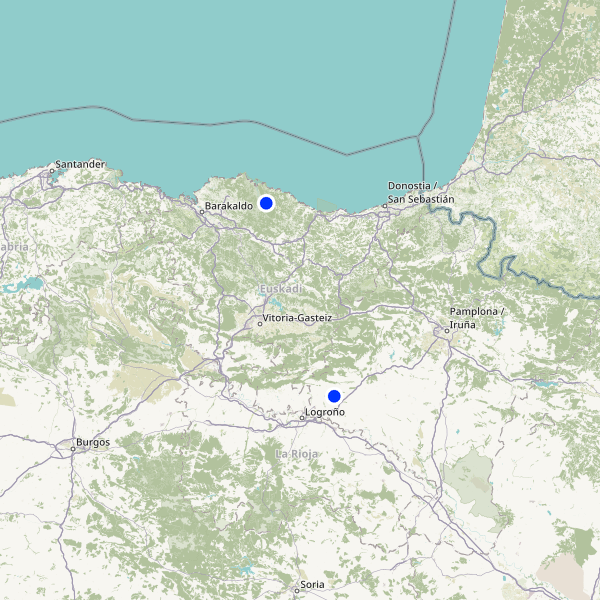 Santander
Donostia /
San Sebastián
Barakaldo
abria
Euskadi
Pamplona /
Iruña
Vitoria-Gasteiz
Logroño
Burgos
La Rioja
Soria